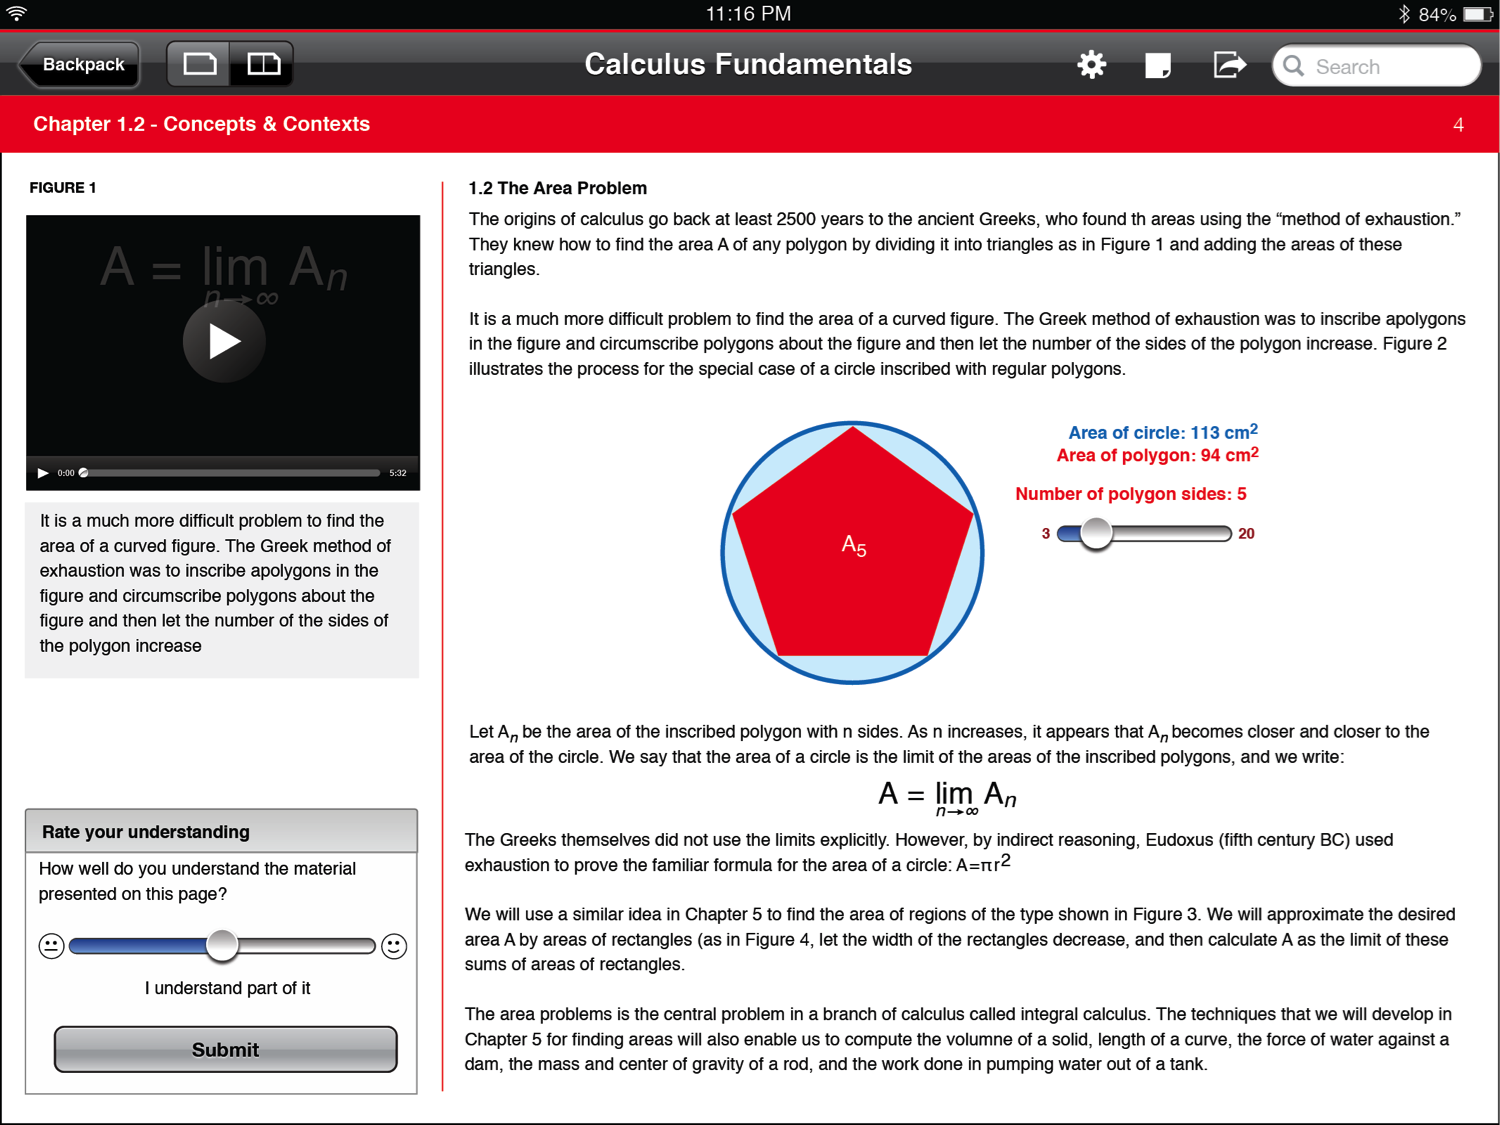 11:16 PM
84%
Backpack
Calculus Fundamentals
Search
Chapter 1.2 - Concepts & Contexts
4
FIGURE 1
A = lim An
n→∞
0:00
5:32
It is a much more difficult problem to find the
area of a curved figure. The Greek method of
exhaustion was to inscribe apolygons in the
figure and circumscribe polygons about the
figure and then let the number of the sides of
the polygon increase
Rate your understanding
How well do you understand the material
presented on this page?
I understand part of it
Submit
1.2 The Area Problem
The origins of calculus go back at least 2500 years to the ancient Greeks, who found th areas using the “method of exhaustion.”
They knew how to find the area A of any polygon by dividing it into triangles as in Figure 1 and adding the areas of these
triangles.
It is a much more difficult problem to find the area of a curved figure. The Greek method of exhaustion was to inscribe apolygons
in the figure and circumscribe polygons about the figure and then let the number of the sides of the polygon increase. Figure 2
illustrates the process for the special case of a circle inscribed with regular polygons.
Area of circle: 113 cm2
Area of polygon: 94 cm2
Number of polygon sides: 5
3
20
A5
Let An be the area of the inscribed polygon with n sides. As n increases, it appears that An becomes closer and closer to the
area of the circle. We say that the area of a circle is the limit of the areas of the inscribed polygons, and we write:
A = lim An
n→∞
The Greeks themselves did not use the limits explicitly. However, by indirect reasoning, Eudoxus (fifth century BC) used
exhaustion to prove the familiar formula for the area of a circle: A=πr2
We will use a similar idea in Chapter 5 to find the area of regions of the type shown in Figure 3. We will approximate the desired
area A by areas of rectangles (as in Figure 4, let the width of the rectangles decrease, and then calculate A as the limit of these
sums of areas of rectangles.
The area problems is the central problem in a branch of calculus called integral calculus. The techniques that we will develop in
Chapter 5 for finding areas will also enable us to compute the volumne of a solid, length of a curve, the force of water against a
dam, the mass and center of gravity of a rod, and the work done in pumping water out of a tank.